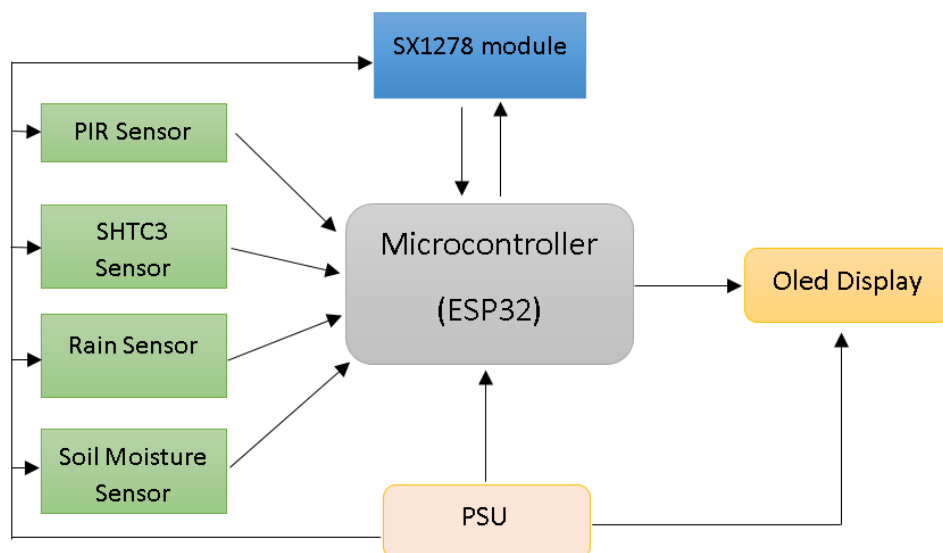 SX1278 module
PIR Sensor
SHTC3
Sensor
Microcontroller
(ESP32)
Oled Display
Rain Sensor
Soil Moisture
Sensor
PSU